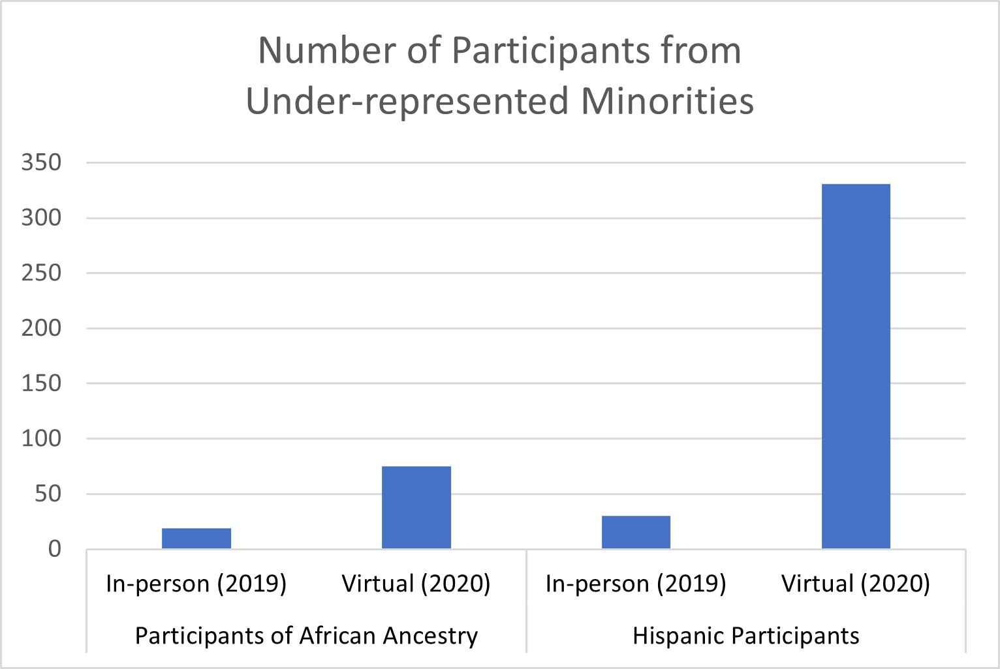 Number of Participants from
Under-represented Minorities
350
300
250
200
150
100
50
0
In-person (2019)
Virtual (2020)
In-person (2019)
Virtual (2020)
Participants of African Ancestry
Hispanic Participants